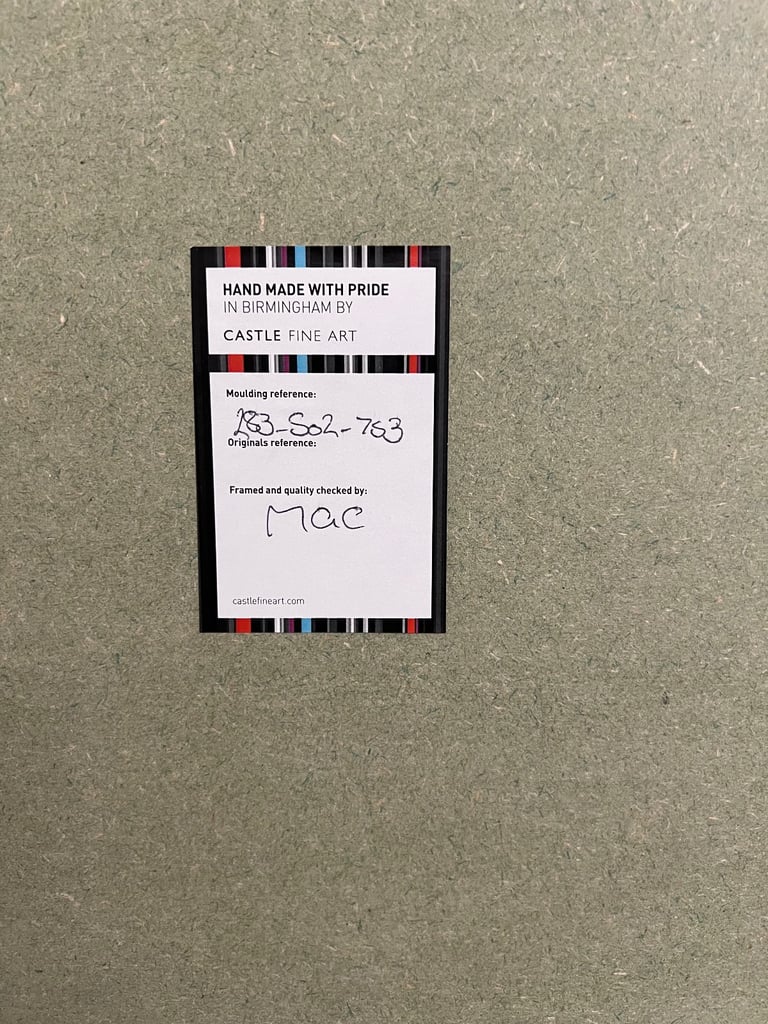 HAND MADE WITH PRIDE
IN BIRMINGHAM BY
CASTLE FINE ART
Moulding reference:
283-502-753
Originals reference:
Framed and quality checked by:
Mac
castlefineart.com